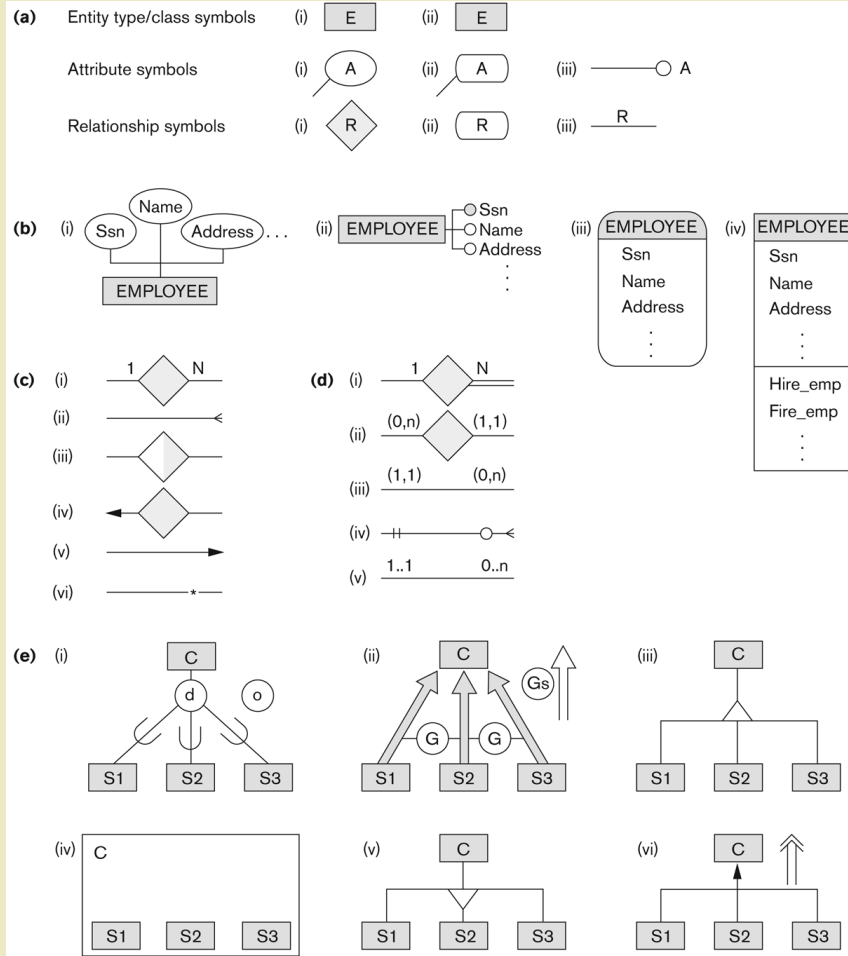 (a) Entity type/class symbols (i) E (ii) E
Attribute symbols (i) A (ii) A (iii) A
Relationship symbols (i) R (ii) R (iii) R
(b) (i) Ssn Name Address . . .
EMPLOYEE
(ii) EMPLOYEE Ssn
Name
Address
(iii) EMPLOYEE
Ssn
Name
Address
(iv) EMPLOYEE
Ssn
Name
Address
Hire_emp
Fire_emp
(c) (i) 1 N
(ii)
(iii)
(iv)
(v)
(vi) *
(d) (i) 1 N
(ii) (0,n) (1,1)
(iii) (1,1) (0,n)
(iv)
(v) 1..1 0..n
(e) (i) C
d o
S1 S2 S3
(ii) C
Gs
G G
S1 S2 S3
(iii) C
S1 S2 S3
(iv) C
S1 S2 S3
(v) C
S1 S2 S3
(vi) C
S1 S2 S3